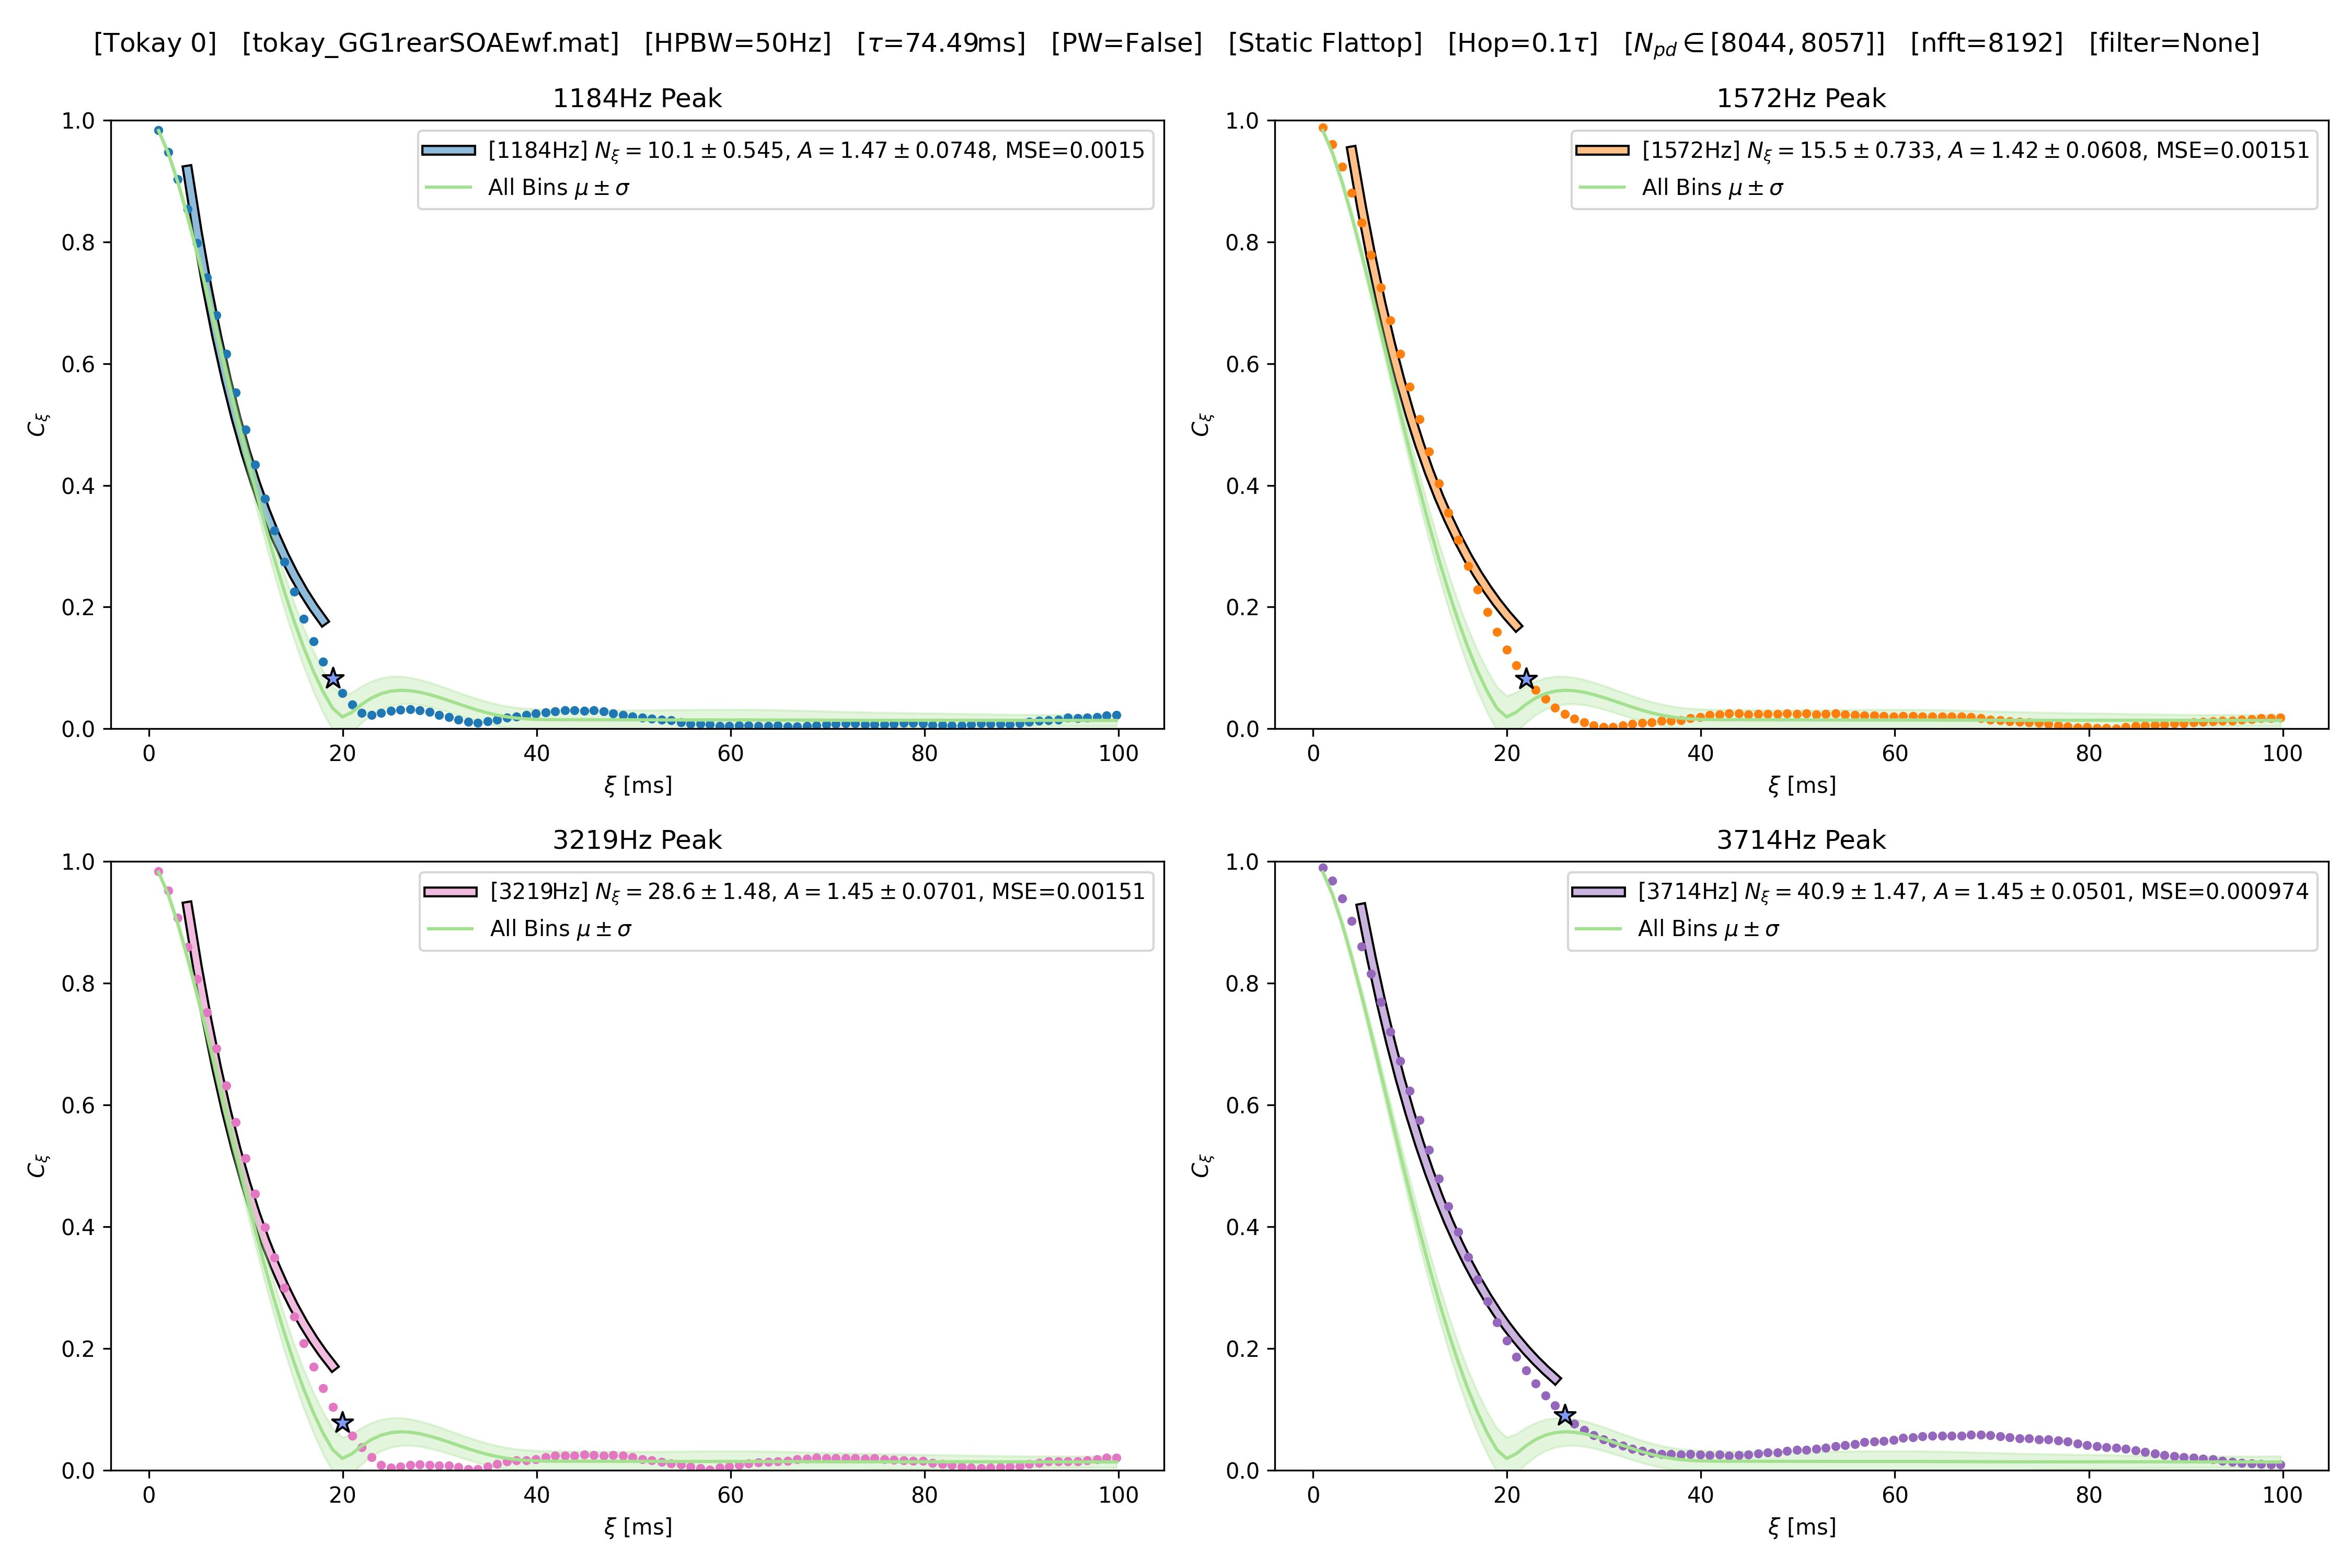 [Tokay 0] [tokay_GG1rearSOAEwf.mat] [HPBW=50Hz] [τ=74.49ms] [PW=False] [Static Flattop] [Hop=0.1τ] [N_pd ∈ [8044, 8057]] [nfft=8192] [filter=None]
1184Hz Peak
[1184Hz] N_ξ = 10.1 ± 0.545, A = 1.47 ± 0.0748, MSE=0.0015
All Bins μ ± σ
1.0
0.8
0.6
0.4
0.2
0.0
C_ξ
0 20 40 60 80 100
ξ [ms]
1572Hz Peak
[1572Hz] N_ξ = 15.5 ± 0.733, A = 1.42 ± 0.0608, MSE=0.00151
All Bins μ ± σ
1.0
0.8
0.6
0.4
0.2
0.0
C_ξ
0 20 40 60 80 100
ξ [ms]
3219Hz Peak
[3219Hz] N_ξ = 28.6 ± 1.48, A = 1.45 ± 0.0701, MSE=0.00151
All Bins μ ± σ
1.0
0.8
0.6
0.4
0.2
0.0
C_ξ
0 20 40 60 80 100
ξ [ms]
3714Hz Peak
[3714Hz] N_ξ = 40.9 ± 1.47, A = 1.45 ± 0.0501, MSE=0.000974
All Bins μ ± σ
1.0
0.8
0.6
0.4
0.2
0.0
C_ξ
0 20 40 60 80 100
ξ [ms]